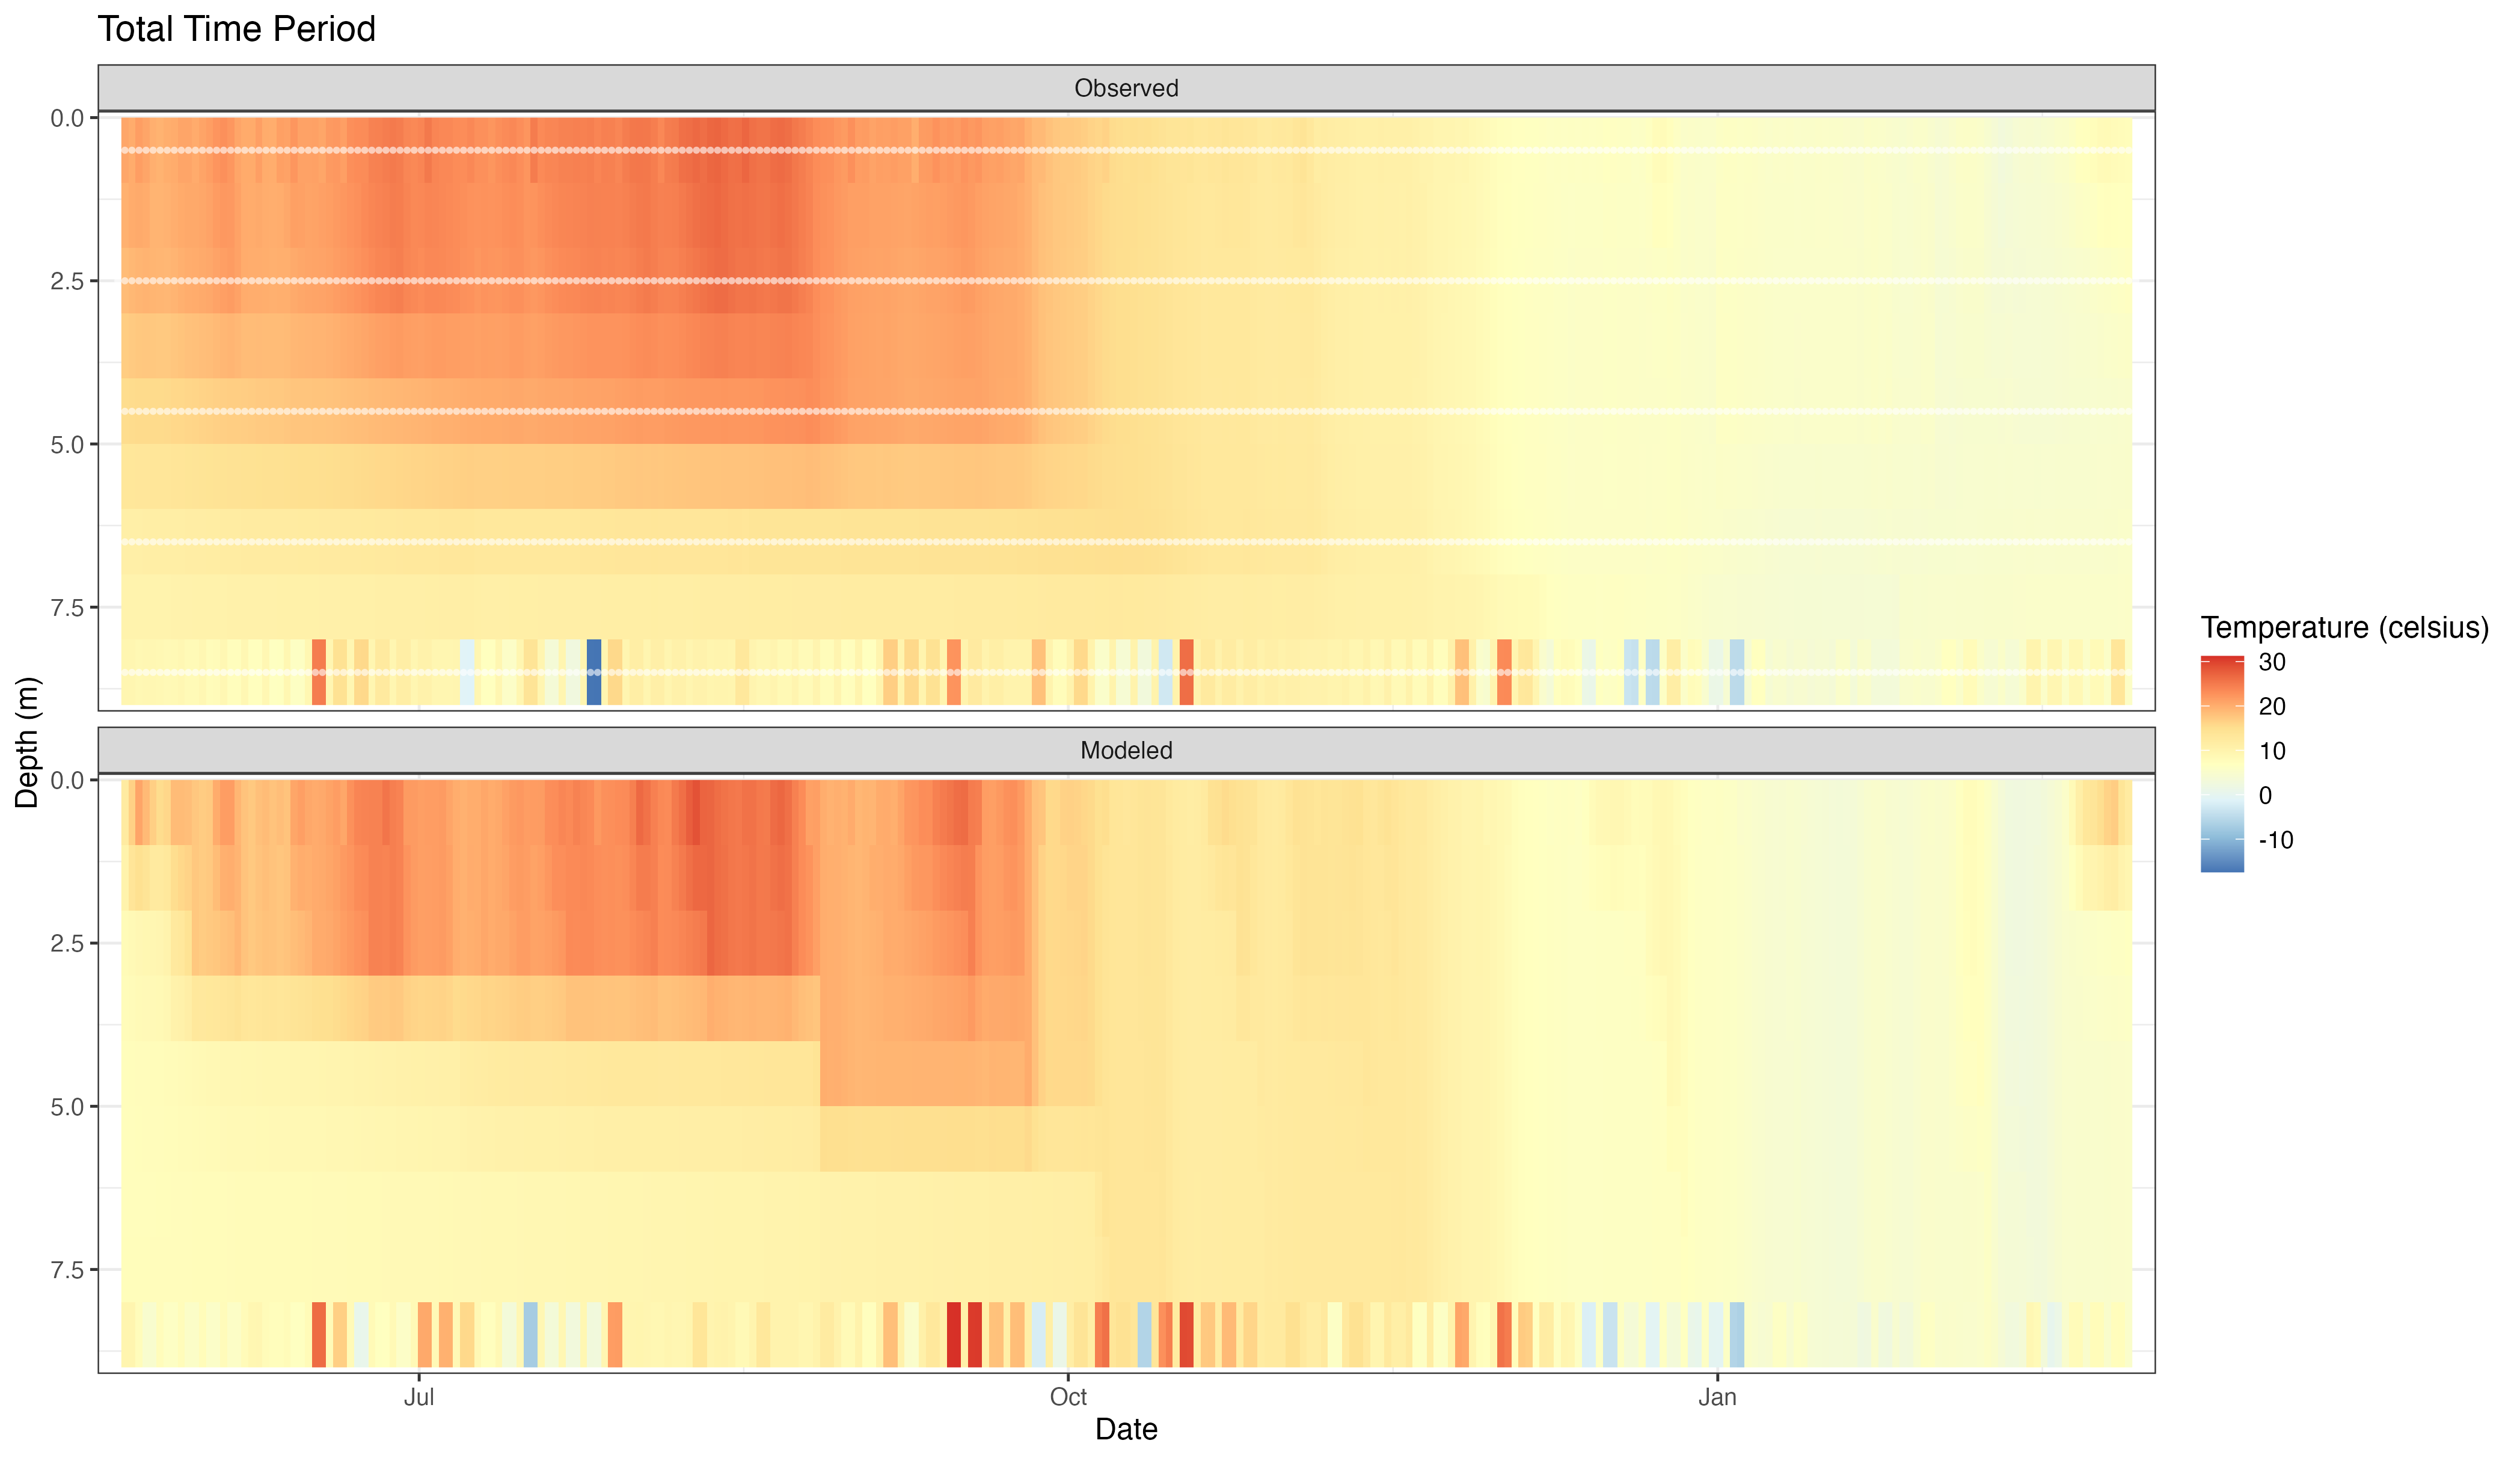 Total Time Period
Observed
0.0
2.5
5.0
7.5
Depth (m)
Modeled
0.0
2.5
5.0
7.5
Jul
Oct
Jan
Date
Temperature (celsius)
30
20
10
0
-10